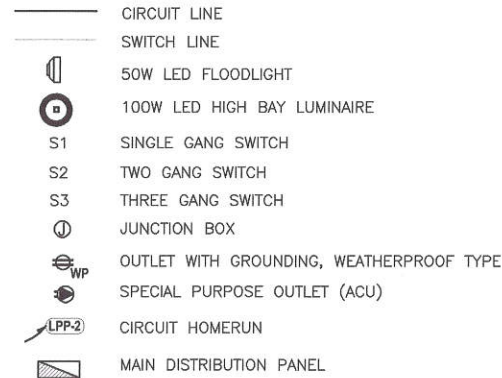 CIRCUIT LINE
SWITCH LINE
50W LED FLOODLIGHT
100W LED HIGH BAY LUMINAIRE
S1 SINGLE GANG SWITCH
S2 TWO GANG SWITCH
S3 THREE GANG SWITCH
J JUNCTION BOX
WP OUTLET WITH GROUNDING, WEATHERPROOF TYPE
SPECIAL PURPOSE OUTLET (ACU)
LPP-2 CIRCUIT HOMERUN
MAIN DISTRIBUTION PANEL